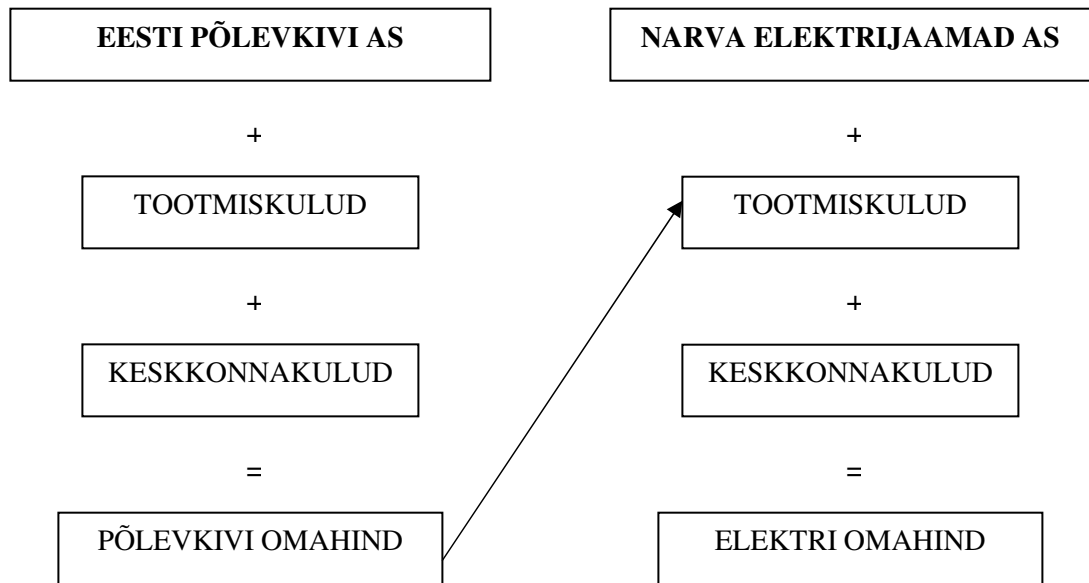 EESTI PÕLEVKIVI AS
+
TOOTMISKULUD
+
KESKKONNAKULUD
=
PÕLEVKIVI OMAHIND
NARVA ELEKTRIJAAMAD AS
+
TOOTMISKULUD
+
KESKKONNAKULUD
=
ELEKTRI OMAHIND